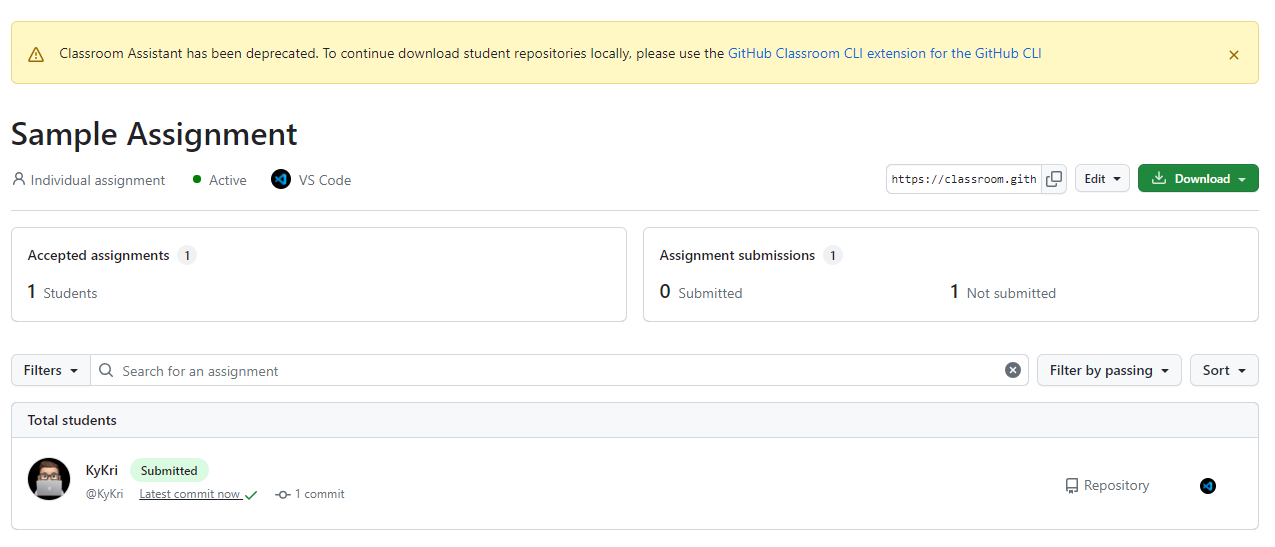 Classroom Assistant has been deprecated. To continue download student repositories locally, please use the GitHub Classroom CLI extension for the GitHub CLI
Sample Assignment
Individual assignment Active VS Code https://classroom.gith Edit Download
Accepted assignments 1
1 Students
Assignment submissions 1
0 Submitted 1 Not submitted
Filters Search for an assignment Filter by passing Sort
Total students
KyKri Submitted
@KyKri Latest commit now 1 commit
Repository